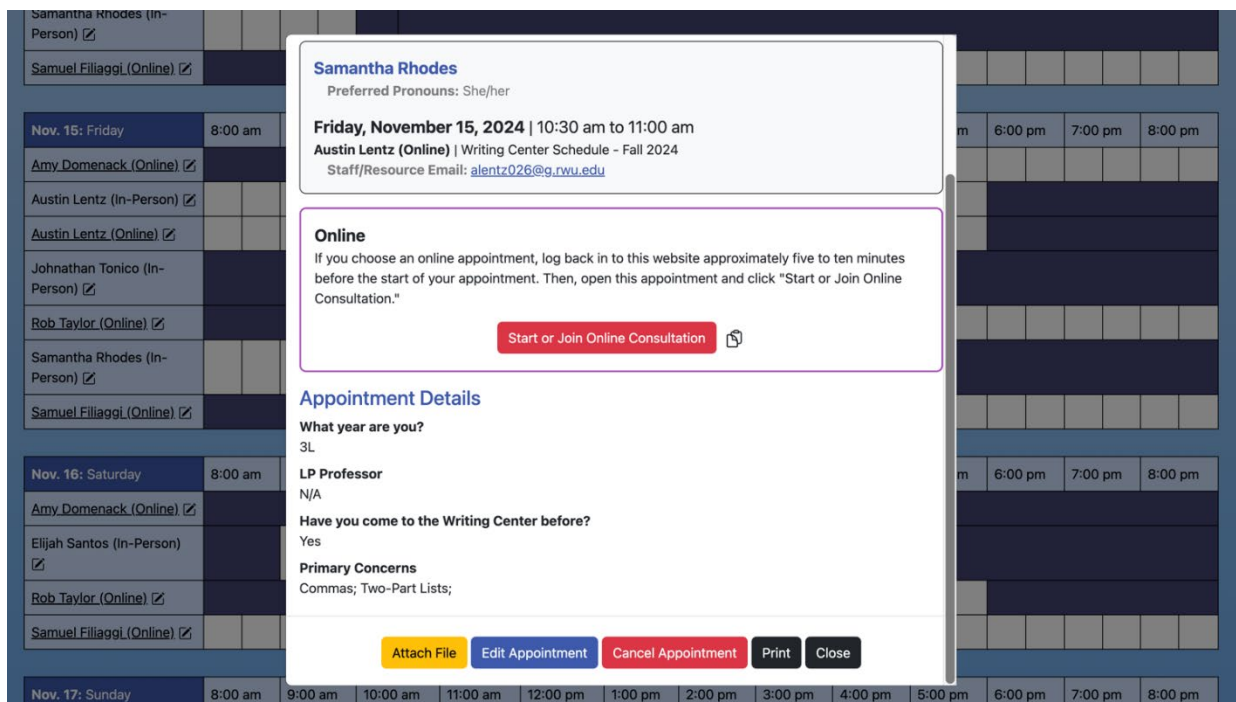 Samantha Rhodes (In-
Person)
Samuel Filiaggi (Online)
Nov. 15: Friday 8:00 am m 6:00 pm 7:00 pm 8:00 pm
Amy Domenack (Online)
Austin Lentz (In-Person)
Austin Lentz (Online)
Johnathan Tonico (In-
Person)
Rob Taylor (Online)
Samantha Rhodes (In-
Person)
Samuel Filiaggi (Online)
Nov. 16: Saturday 8:00 am m 6:00 pm 7:00 pm 8:00 pm
Amy Domenack (Online)
Elijah Santos (In-Person)
Rob Taylor (Online)
Samuel Filiaggi (Online)
Nov. 17: Sunday 8:00 am 9:00 am 10:00 am 11:00 am 12:00 pm 1:00 pm 2:00 pm 3:00 pm 4:00 pm 5:00 pm 6:00 pm 7:00 pm 8:00 pm
Samantha Rhodes
Preferred Pronouns: She/her
Friday, November 15, 2024 | 10:30 am to 11:00 am
Austin Lentz (Online) | Writing Center Schedule - Fall 2024
Staff/Resource Email: alentz026@g.rwu.edu
Online
If you choose an online appointment, log back in to this website approximately five to ten minutes
before the start of your appointment. Then, open this appointment and click "Start or Join Online
Consultation."
Start or Join Online Consultation
Appointment Details
What year are you?
3L
LP Professor
N/A
Have you come to the Writing Center before?
Yes
Primary Concerns
Commas; Two-Part Lists;
Attach File Edit Appointment Cancel Appointment Print Close